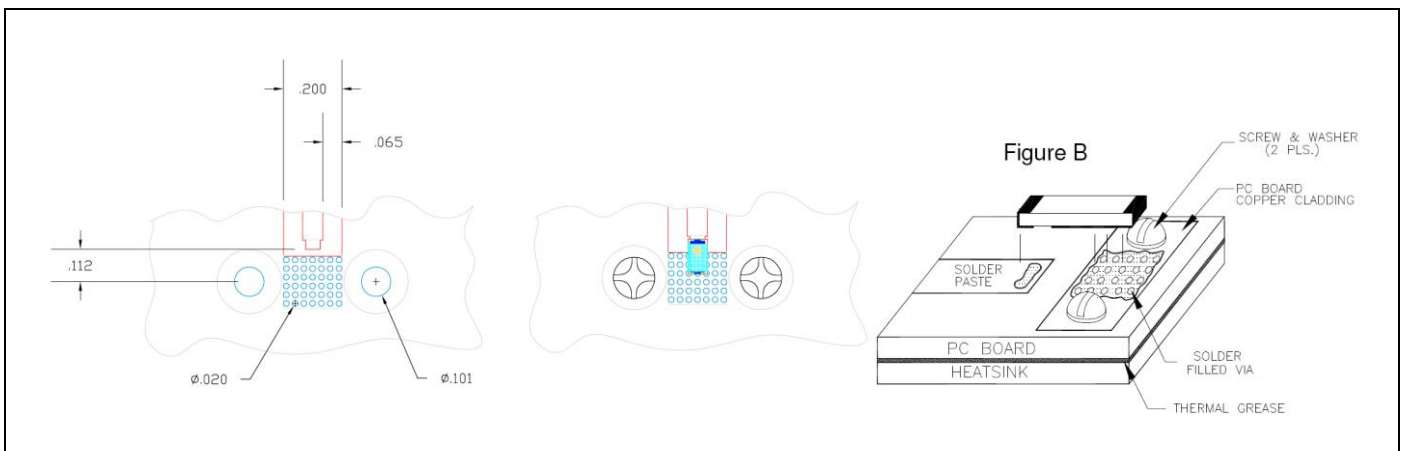 .200
.065
.112
Ø.020
Ø.101
Figure B
SCREW & WASHER
(2 PLS.)
PC BOARD
COPPER CLADDING
SOLDER
PASTE
PC BOARD
HEATSINK
SOLDER
FILLED VIA
THERMAL GREASE